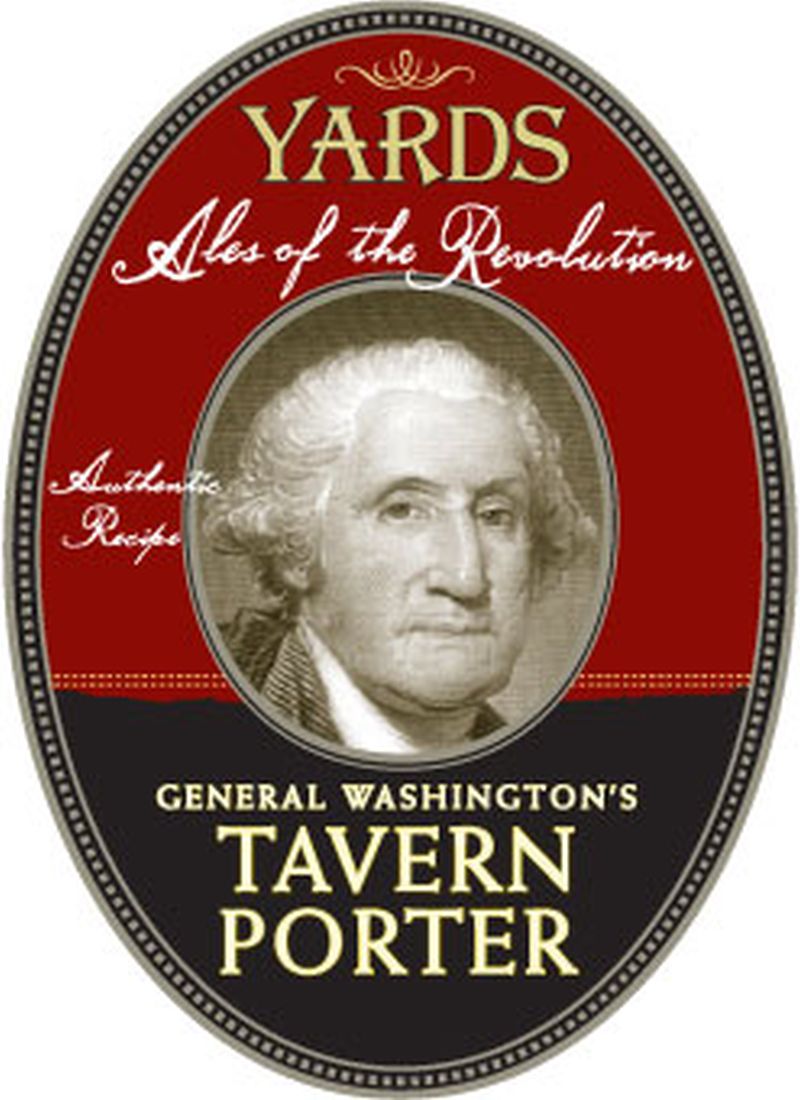 YARDS
Ales of the Revolution
Authentic
Recipe
GENERAL WASHINGTON'S
TAVERN
PORTER